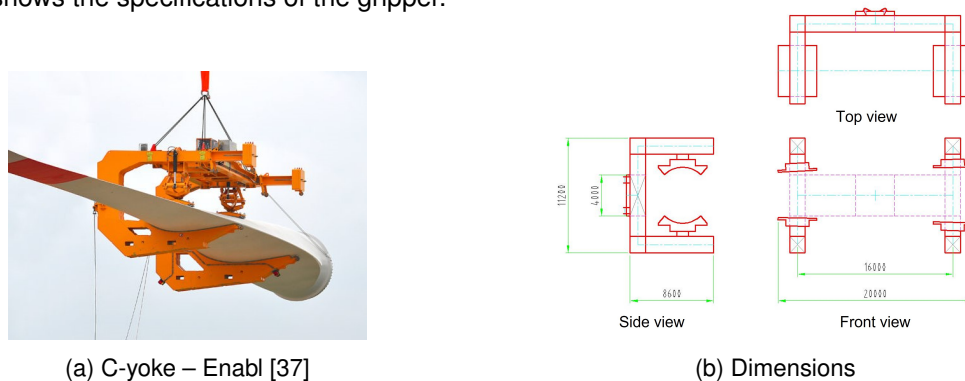 shows the specifications of the gripper.
Top view
11200
4000
8600
16000
20000
Side view
Front view
(a) C-yoke – Enabl [37]
(b) Dimensions